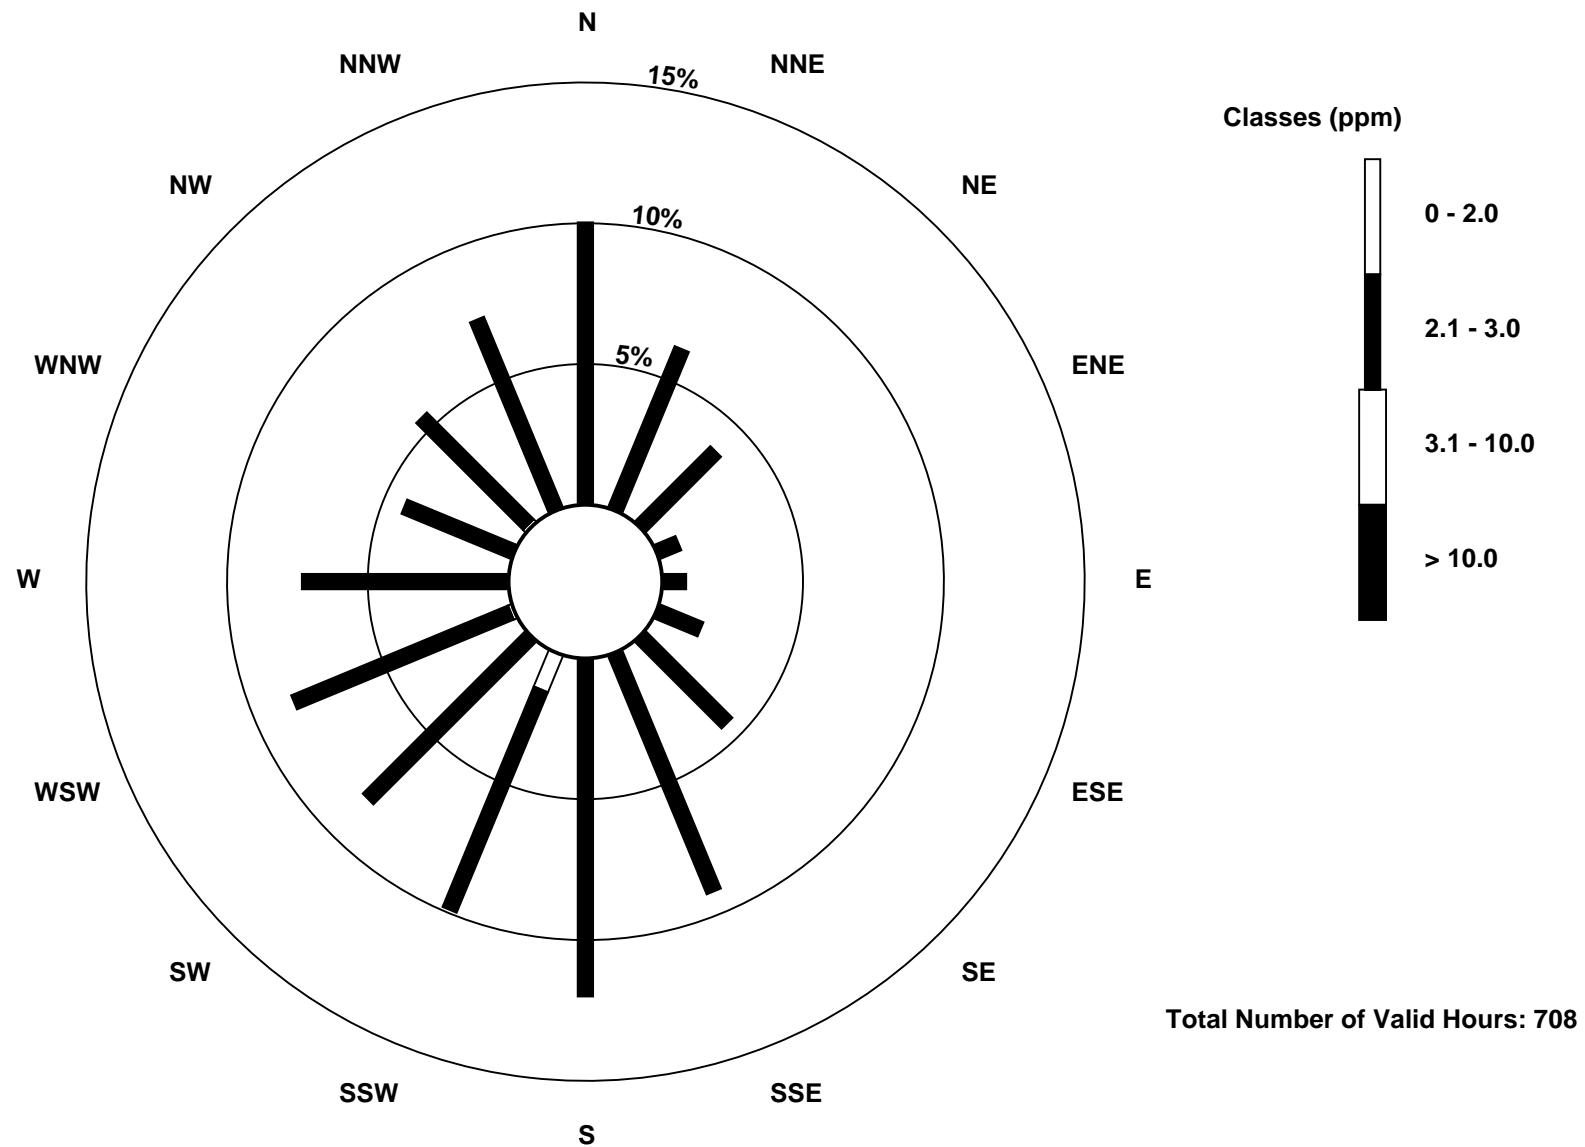 N
NNW
NNE
15%
Classes (ppm)
NW
NE
0 - 2.0
10%
2.1 - 3.0
5%
WNW
ENE
3.1 - 10.0
> 10.0
W
E
WSW
ESE
SW
SE
Total Number of Valid Hours: 708
SSW
SSE
S